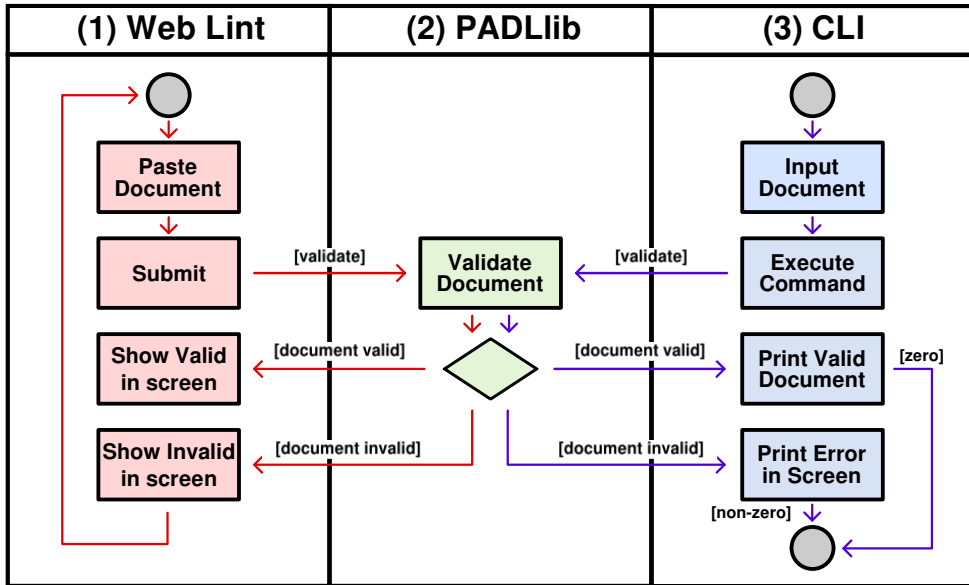 (1) Web Lint
(2) PADLlib
(3) CLI
Paste
Document
Input
Document
Submit
[validate]
Validate
Document
[validate]
Execute
Command
Show Valid
in screen
[document valid]
[document valid]
Print Valid
Document
[zero]
Show Invalid
in screen
[document invalid]
[document invalid]
Print Error
in Screen
[non-zero]